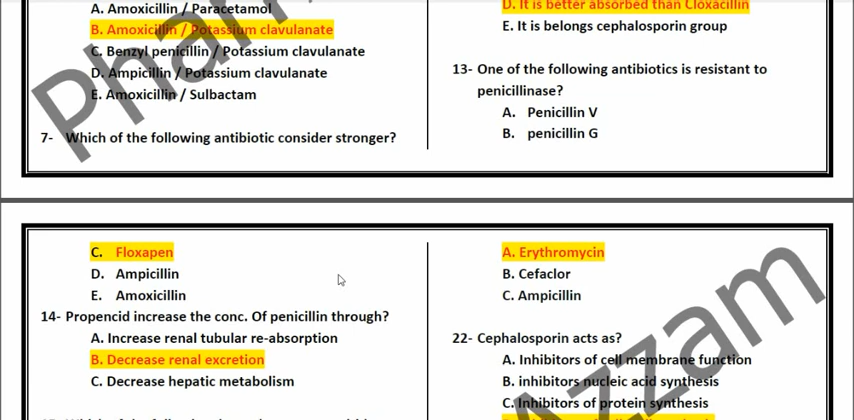 A. Amoxicillin / Paracetamol
B. Amoxicillin / Potassium clavulanate
C. Benzyl penicillin / Potassium clavulanate
D. Ampicillin / Potassium clavulanate
E. Amoxicillin / Sulbactam
7- Which of the following antibiotic consider stronger?
D. It is better absorbed than Cloxacillin
E. It is belongs cephalosporin group
13- One of the following antibiotics is resistant to
penicillinase?
A. Penicillin V
B. penicillin G
C. Floxapen
D. Ampicillin
E. Amoxicillin
14- Propencid increase the conc. Of penicillin through?
A. Increase renal tubular re-absorption
B. Decrease renal excretion
C. Decrease hepatic metabolism
A. Erythromycin
B. Cefaclor
C. Ampicillin
22- Cephalosporin acts as?
A. Inhibitors of cell membrane function
B. inhibitors nucleic acid synthesis
C. Inhibitors of protein synthesis
Azzam